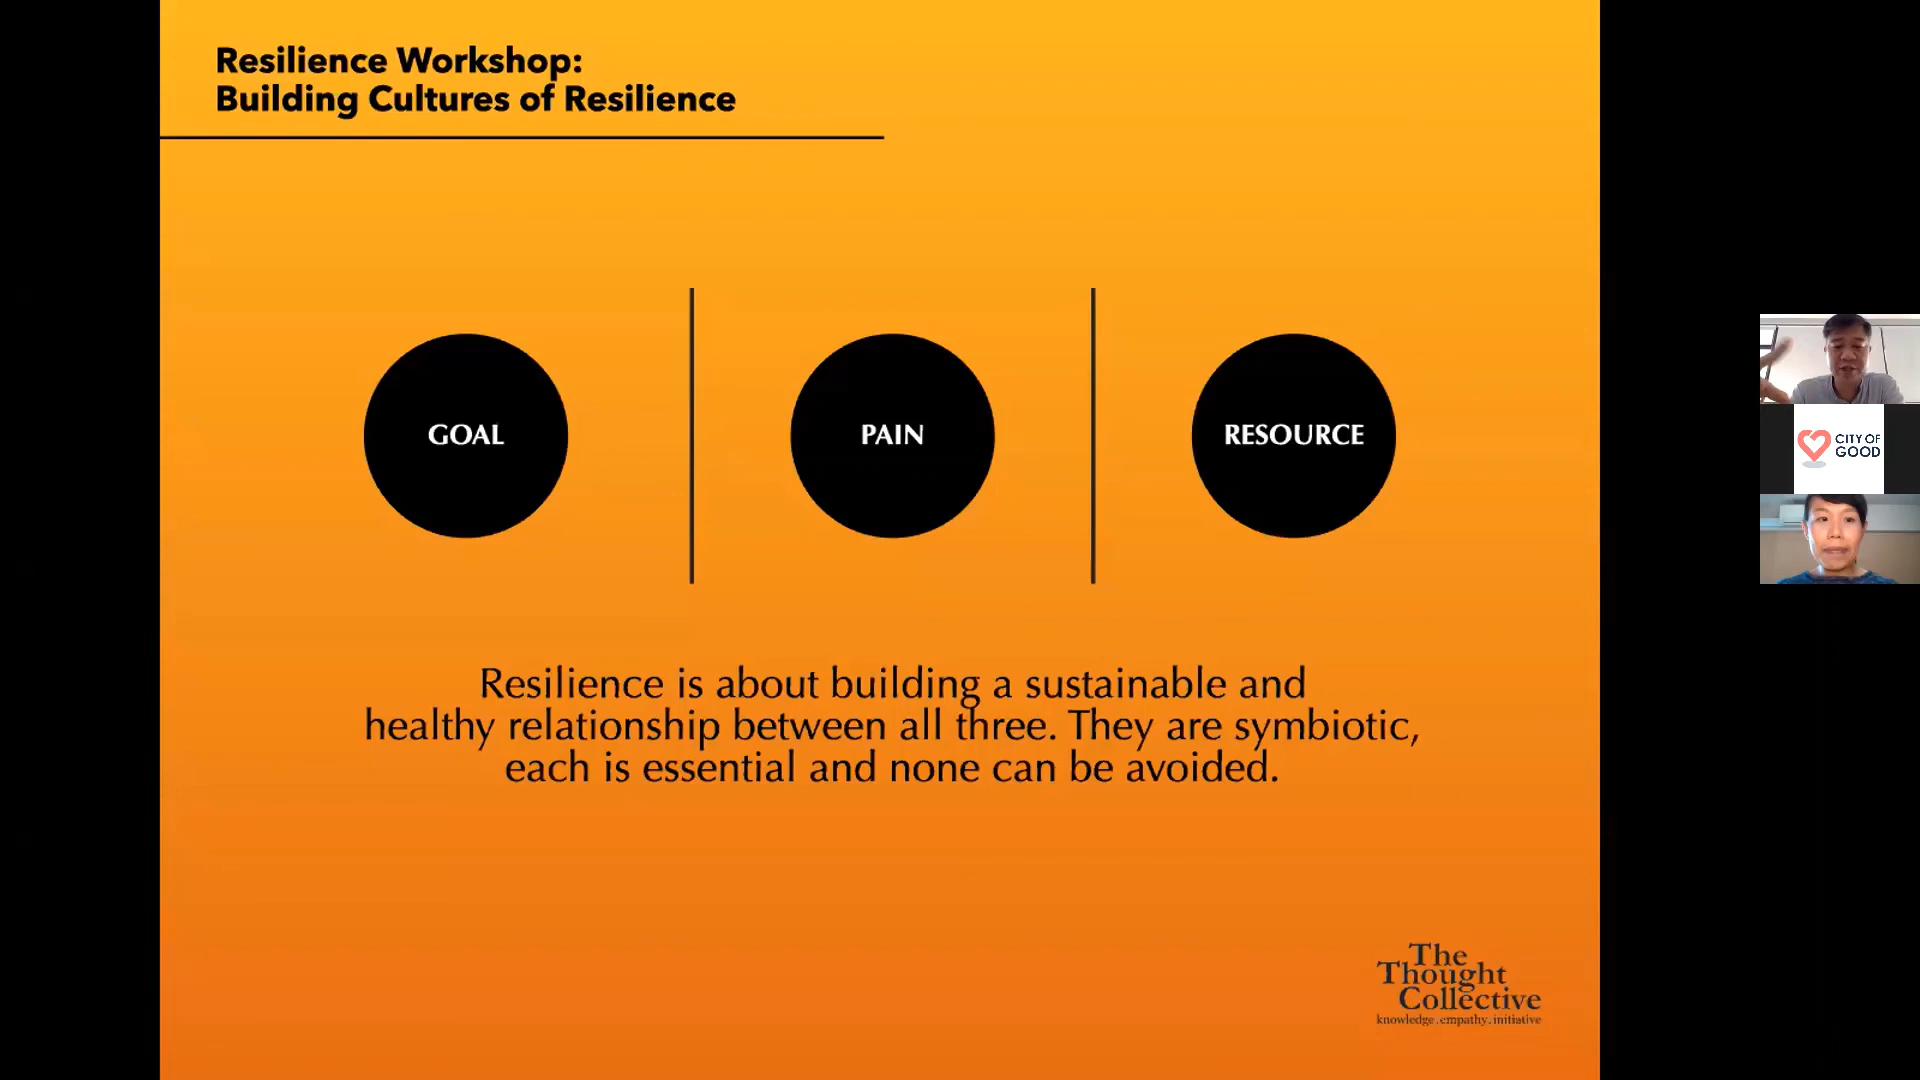 Resilience Workshop:
Building Cultures of Resilience
GOAL
PAIN
RESOURCE
Resilience is about building a sustainable and
healthy relationship between all three. They are symbiotic,
each is essential and none can be avoided.
CITY OF
GOOD
The
Thought
Collective
knowledge.empathy.initiative